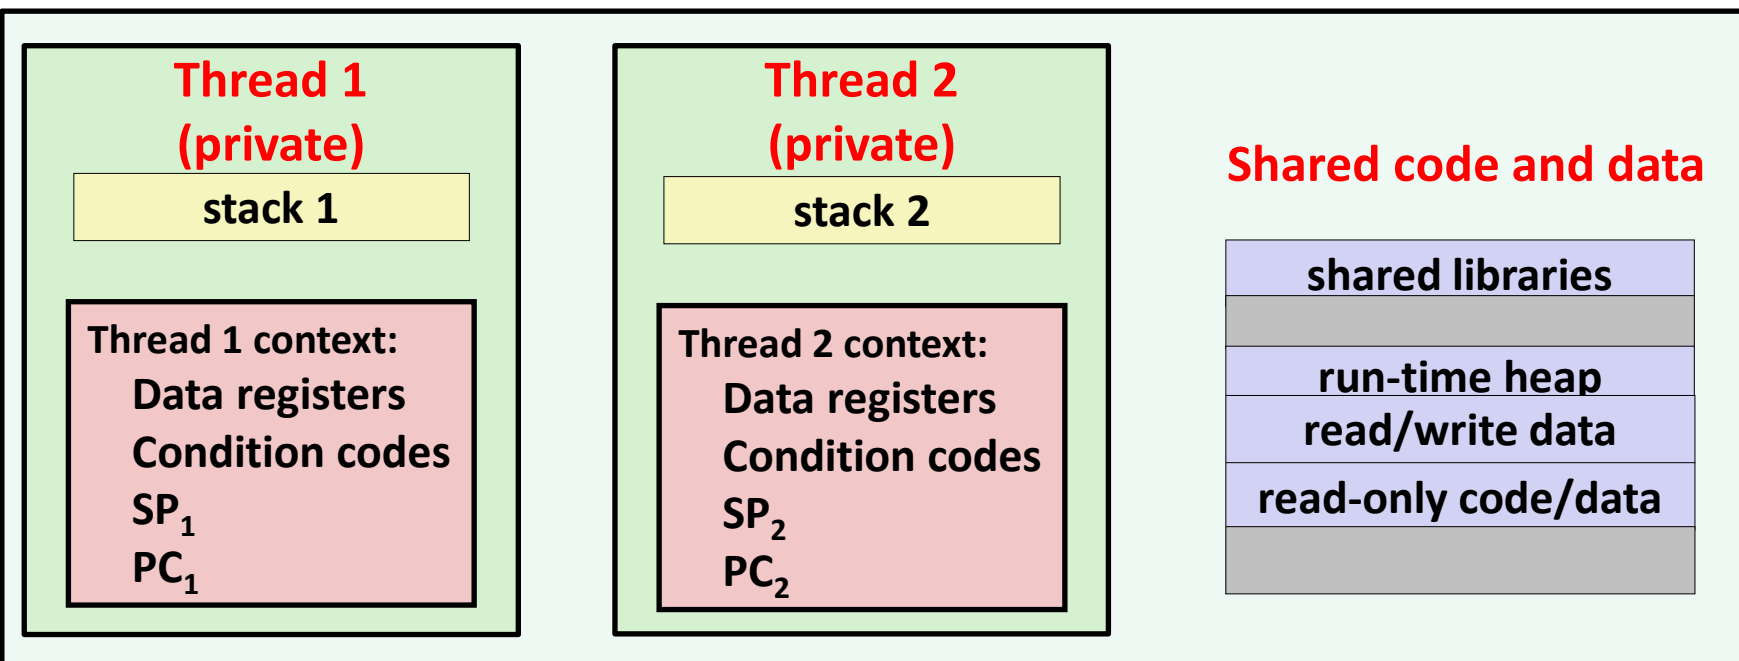 Thread 1
(private)
stack 1
Thread 1 context:
Data registers
Condition codes
SP₁
PC₁
Thread 2
(private)
stack 2
Thread 2 context:
Data registers
Condition codes
SP₂
PC₂
Shared code and data
shared libraries
run-time heap
read/write data
read-only code/data